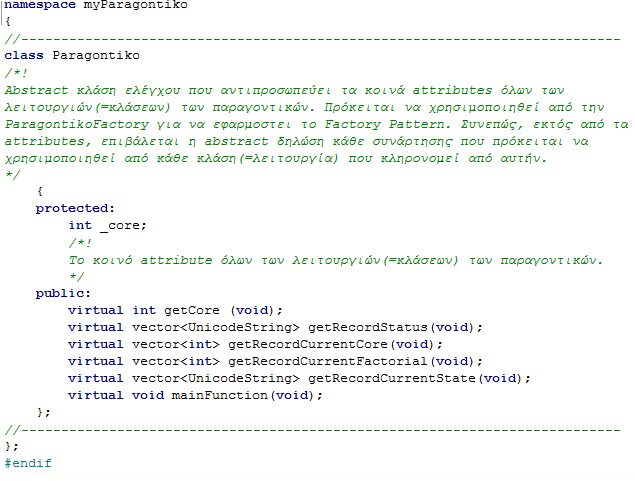 namespace myParagontiko
{
//---------------------------------------------------------------------------
class Paragontiko
/*!
Abstract κλάση ελέγχου που αντιπροσωπεύει τα κοινά attributes όλων των
λειτουργιών(=κλάσεων) των παραγοντικών. Πρόκειται να χρησιμοποιηθεί από την
ParagontikoFactory για να εφαρμοστει το Factory Pattern. Συνεπώς, εκτός από τα
attributes, επιβάλεται η abstract δηλώση κάθε συνάρτησης που πρόκειται να
χρησιμοποιηθεί από κάθε κλάση(=λειτουργία) που κληρονομεί από αυτήν.
*/
{
protected:
int _core;
/*!
Το κοινό attribute όλων των λειτουργιών(=κλάσεων) των παραγοντικών.
*/
public:
virtual int getCore (void);
virtual vector<UnicodeString> getRecordStatus(void);
virtual vector<int> getRecordCurrentCore(void);
virtual vector<int> getRecordCurrentFactorial(void);
virtual vector<UnicodeString> getRecordCurrentState(void);
virtual void mainFunction(void);
};
//---------------------------------------------------------------------------
};
#endif